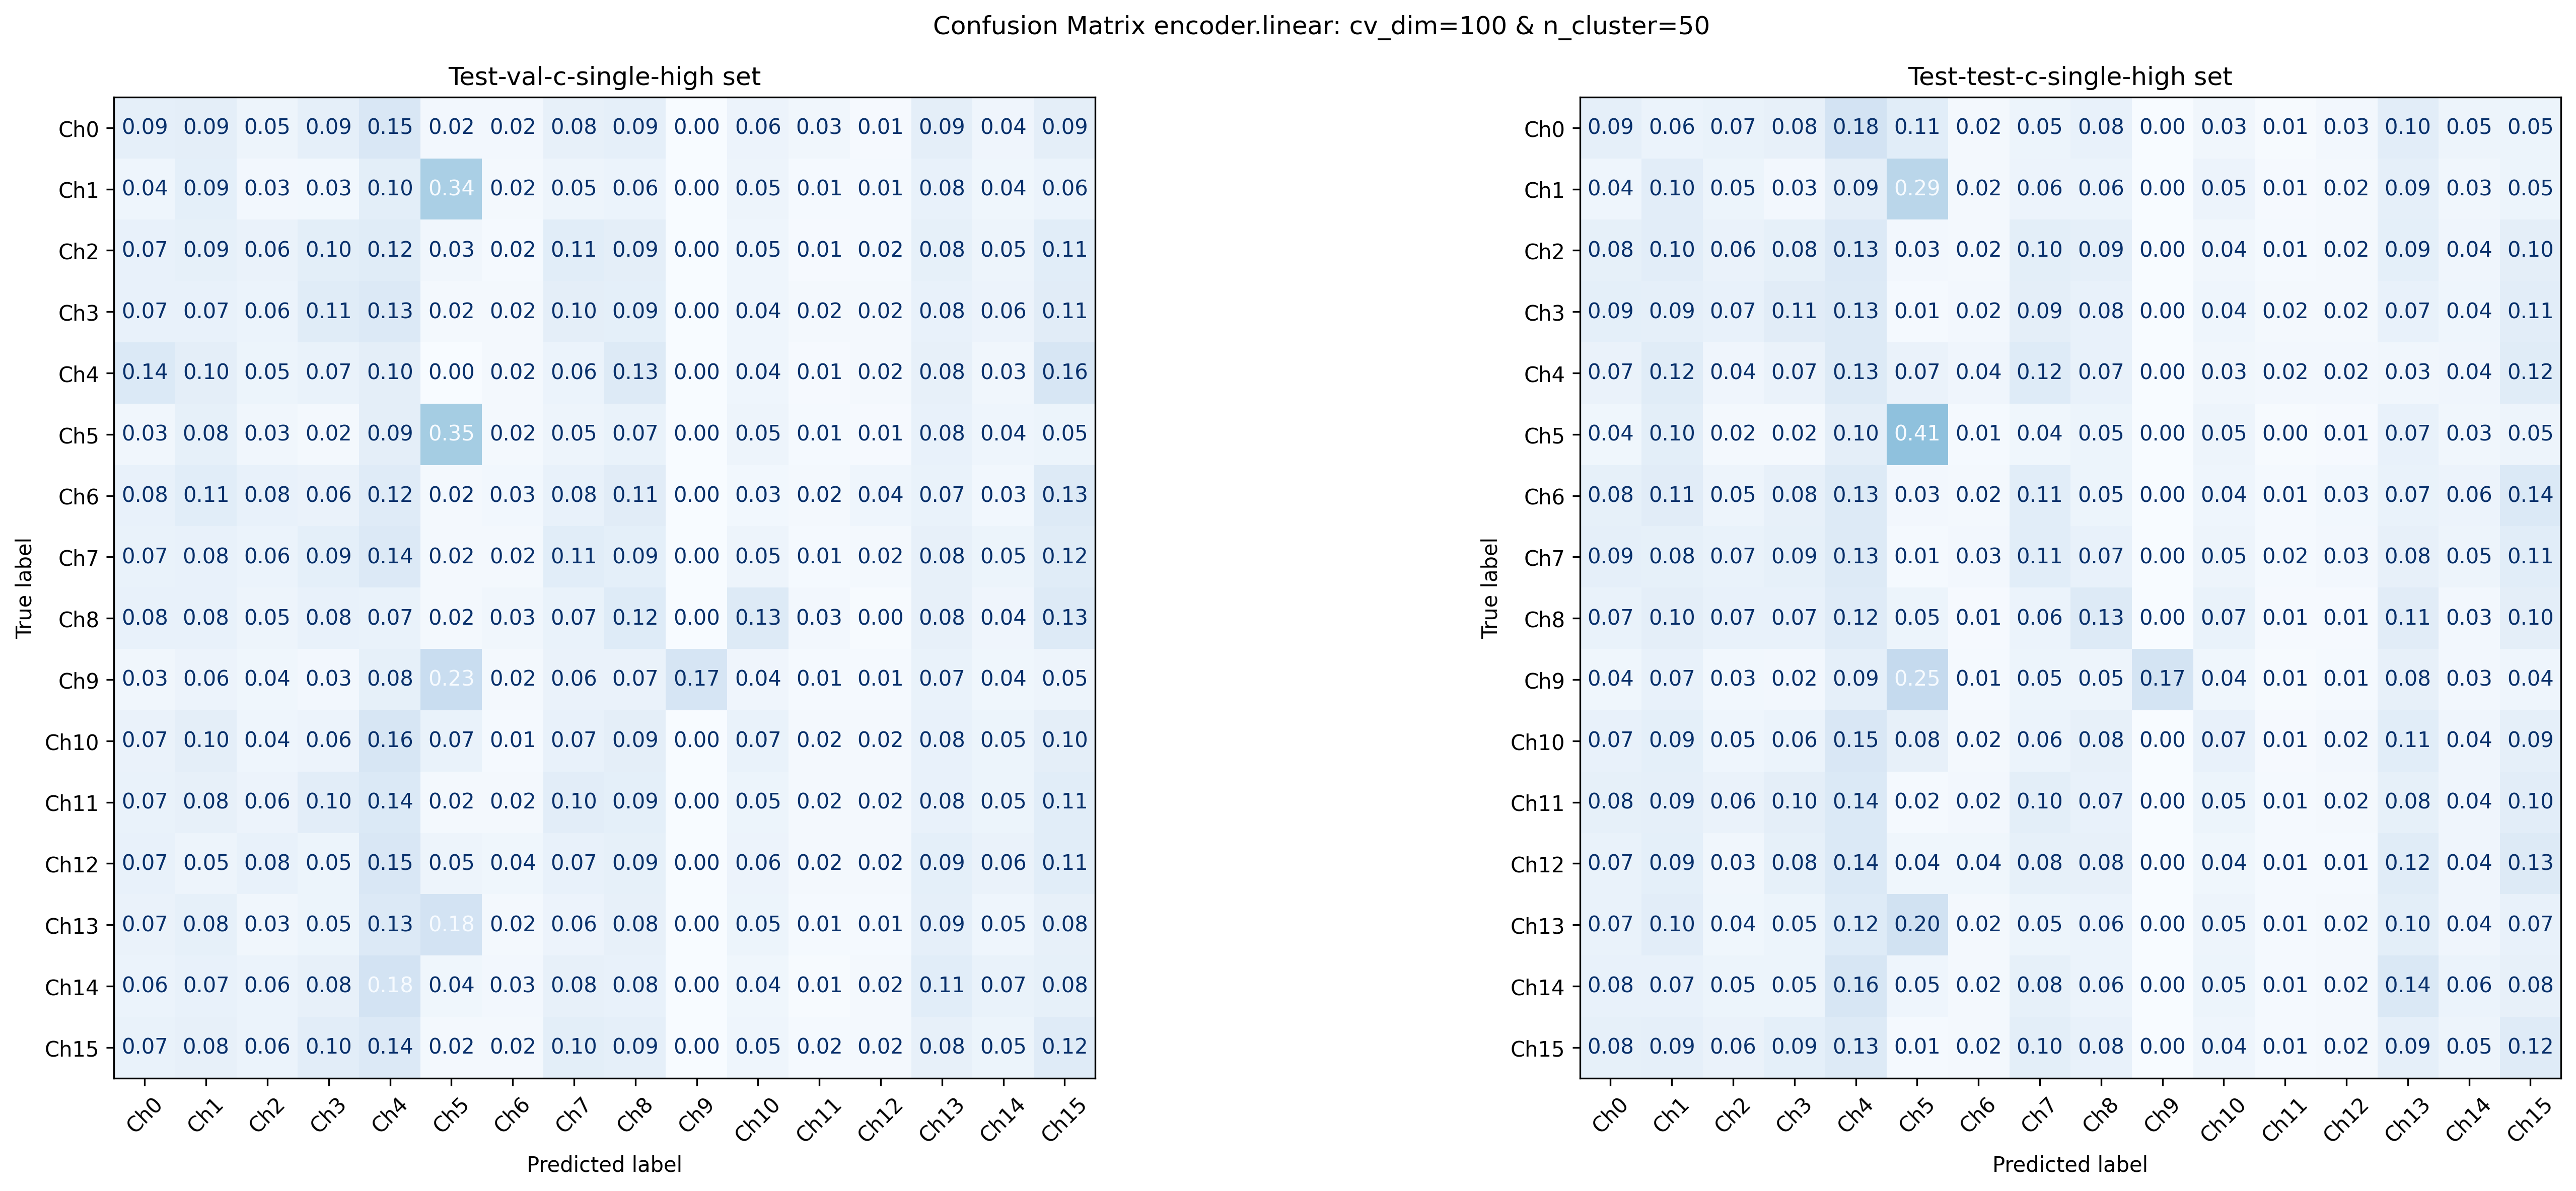 Confusion Matrix encoder.linear: cv_dim=100 & n_cluster=50
Test-val-c-single-high set
Ch0 0.09 0.09 0.05 0.09 0.15 0.02 0.02 0.08 0.09 0.00 0.06 0.03 0.01 0.09 0.04 0.09
Ch1 0.04 0.09 0.03 0.03 0.10 0.34 0.02 0.05 0.06 0.00 0.05 0.01 0.01 0.08 0.04 0.06
Ch2 0.07 0.09 0.06 0.10 0.12 0.03 0.02 0.11 0.09 0.00 0.05 0.01 0.02 0.08 0.05 0.11
Ch3 0.07 0.07 0.06 0.11 0.13 0.02 0.02 0.10 0.09 0.00 0.04 0.02 0.02 0.08 0.06 0.11
Ch4 0.14 0.10 0.05 0.07 0.10 0.00 0.02 0.06 0.13 0.00 0.04 0.01 0.02 0.08 0.03 0.16
Ch5 0.03 0.08 0.03 0.02 0.09 0.35 0.02 0.05 0.07 0.00 0.05 0.01 0.01 0.08 0.04 0.05
Ch6 0.08 0.11 0.08 0.06 0.12 0.02 0.03 0.08 0.11 0.00 0.03 0.02 0.04 0.07 0.03 0.13
Ch7 0.07 0.08 0.06 0.09 0.14 0.02 0.02 0.11 0.09 0.00 0.05 0.01 0.02 0.08 0.05 0.12
Ch8 0.08 0.08 0.05 0.08 0.07 0.02 0.03 0.07 0.12 0.00 0.13 0.03 0.00 0.08 0.04 0.13
Ch9 0.03 0.06 0.04 0.03 0.08 0.23 0.02 0.06 0.07 0.17 0.04 0.01 0.01 0.07 0.04 0.05
Ch10 0.07 0.10 0.04 0.06 0.16 0.07 0.01 0.07 0.09 0.00 0.07 0.02 0.02 0.08 0.05 0.10
Ch11 0.07 0.08 0.06 0.10 0.14 0.02 0.02 0.10 0.09 0.00 0.05 0.02 0.02 0.08 0.05 0.11
Ch12 0.07 0.05 0.08 0.05 0.15 0.05 0.04 0.07 0.09 0.00 0.06 0.02 0.02 0.09 0.06 0.11
Ch13 0.07 0.08 0.03 0.05 0.13 0.18 0.02 0.06 0.08 0.00 0.05 0.01 0.01 0.09 0.05 0.08
Ch14 0.06 0.07 0.06 0.08 0.18 0.04 0.03 0.08 0.08 0.00 0.04 0.01 0.02 0.11 0.07 0.08
Ch15 0.07 0.08 0.06 0.10 0.14 0.02 0.02 0.10 0.09 0.00 0.05 0.02 0.02 0.08 0.05 0.12
Ch0 Ch1 Ch2 Ch3 Ch4 Ch5 Ch6 Ch7 Ch8 Ch9 Ch10 Ch11 Ch12 Ch13 Ch14 Ch15
True label
Predicted label
Test-test-c-single-high set
Ch0 0.09 0.06 0.07 0.08 0.18 0.11 0.02 0.05 0.08 0.00 0.03 0.01 0.03 0.10 0.05 0.05
Ch1 0.04 0.10 0.05 0.03 0.09 0.29 0.02 0.06 0.06 0.00 0.05 0.01 0.02 0.09 0.03 0.05
Ch2 0.08 0.10 0.06 0.08 0.13 0.03 0.02 0.10 0.09 0.00 0.04 0.01 0.02 0.09 0.04 0.10
Ch3 0.09 0.09 0.07 0.11 0.13 0.01 0.02 0.09 0.08 0.00 0.04 0.02 0.02 0.07 0.04 0.11
Ch4 0.07 0.12 0.04 0.07 0.13 0.07 0.04 0.12 0.07 0.00 0.03 0.02 0.02 0.03 0.04 0.12
Ch5 0.04 0.10 0.02 0.02 0.10 0.41 0.01 0.04 0.05 0.00 0.05 0.00 0.01 0.07 0.03 0.05
Ch6 0.08 0.11 0.05 0.08 0.13 0.03 0.02 0.11 0.05 0.00 0.04 0.01 0.03 0.07 0.06 0.14
Ch7 0.09 0.08 0.07 0.09 0.13 0.01 0.03 0.11 0.07 0.00 0.05 0.02 0.03 0.08 0.05 0.11
Ch8 0.07 0.10 0.07 0.07 0.12 0.05 0.01 0.06 0.13 0.00 0.07 0.01 0.01 0.11 0.03 0.10
Ch9 0.04 0.07 0.03 0.02 0.09 0.25 0.01 0.05 0.05 0.17 0.04 0.01 0.01 0.08 0.03 0.04
Ch10 0.07 0.09 0.05 0.06 0.15 0.08 0.02 0.06 0.08 0.00 0.07 0.01 0.02 0.11 0.04 0.09
Ch11 0.08 0.09 0.06 0.10 0.14 0.02 0.02 0.10 0.07 0.00 0.05 0.01 0.02 0.08 0.04 0.10
Ch12 0.07 0.09 0.03 0.08 0.14 0.04 0.04 0.08 0.08 0.00 0.04 0.01 0.01 0.12 0.04 0.13
Ch13 0.07 0.10 0.04 0.05 0.12 0.20 0.02 0.05 0.06 0.00 0.05 0.01 0.02 0.10 0.04 0.07
Ch14 0.08 0.07 0.05 0.05 0.16 0.05 0.02 0.08 0.06 0.00 0.05 0.01 0.02 0.14 0.06 0.08
Ch15 0.08 0.09 0.06 0.09 0.13 0.01 0.02 0.10 0.08 0.00 0.04 0.01 0.02 0.09 0.05 0.12
Ch0 Ch1 Ch2 Ch3 Ch4 Ch5 Ch6 Ch7 Ch8 Ch9 Ch10 Ch11 Ch12 Ch13 Ch14 Ch15
True label
Predicted label